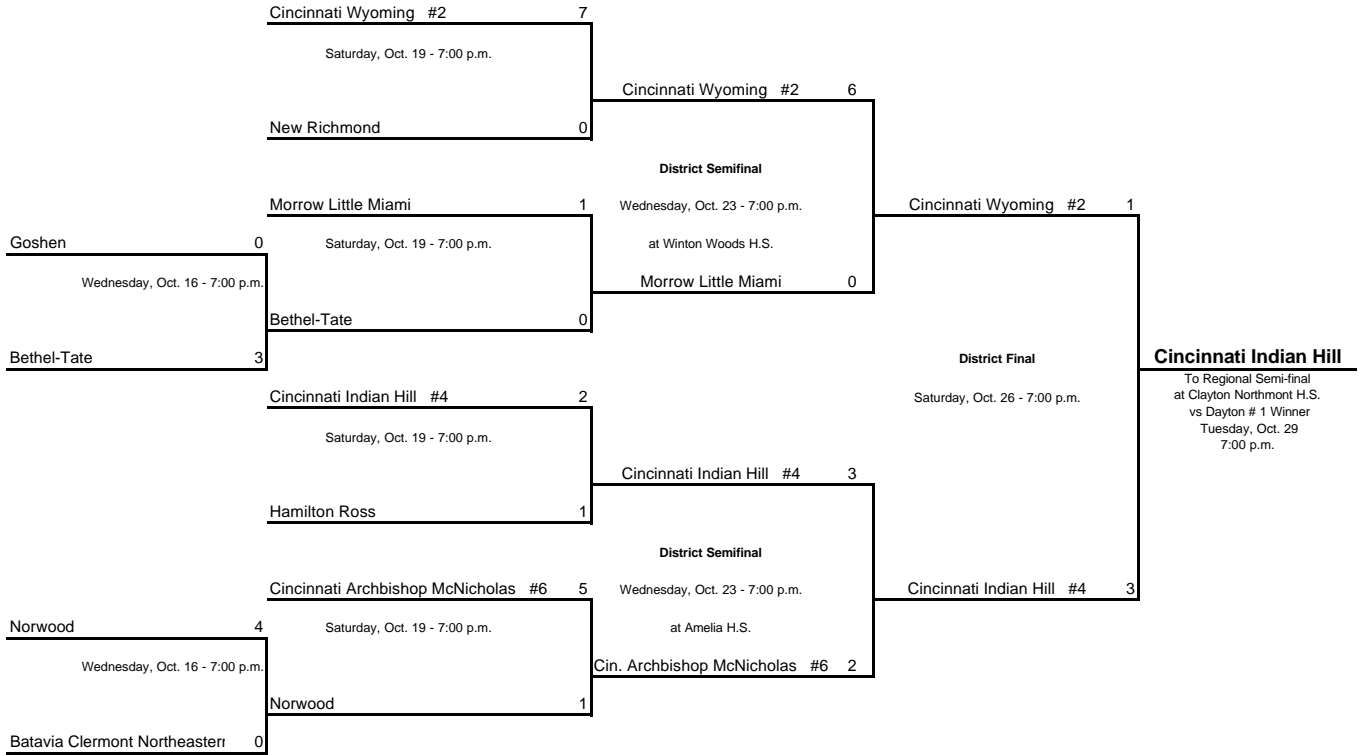 Cincinnati Wyoming #2 7
Saturday, Oct. 19 - 7:00 p.m.
Cincinnati Wyoming #2 6
New Richmond 0
District Semifinal
Morrow Little Miami 1
Wednesday, Oct. 23 - 7:00 p.m.
Cincinnati Wyoming #2 1
Goshen 0
Saturday, Oct. 19 - 7:00 p.m.
at Winton Woods H.S.
Wednesday, Oct. 16 - 7:00 p.m.
Morrow Little Miami 0
Bethel-Tate 0
Bethel-Tate 3
District Final
Cincinnati Indian Hill
To Regional Semi-final
at Clayton Northmont H.S.
vs Dayton # 1 Winner
Tuesday, Oct. 29
7:00 p.m.
Cincinnati Indian Hill #4 2
Saturday, Oct. 26 - 7:00 p.m.
Saturday, Oct. 19 - 7:00 p.m.
Cincinnati Indian Hill #4 3
Hamilton Ross 1
District Semifinal
Cincinnati Archbishop McNicholas #6 5
Wednesday, Oct. 23 - 7:00 p.m.
Cincinnati Indian Hill #4 3
Norwood 4
Saturday, Oct. 19 - 7:00 p.m.
at Amelia H.S.
Wednesday, Oct. 16 - 7:00 p.m.
Cin. Archbishop McNicholas #6 2
Norwood 1
Batavia Clermont Northeastern 0